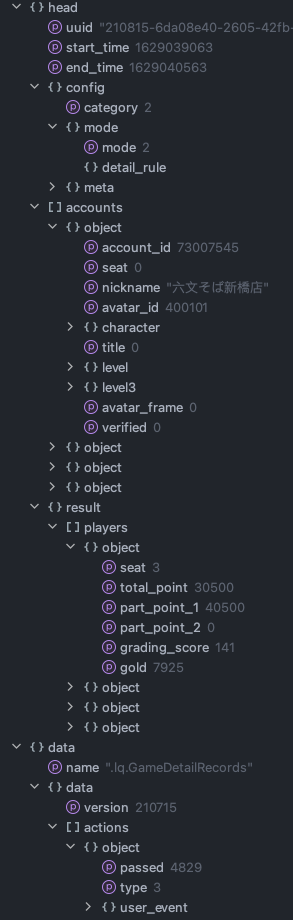 {} head
p uuid "210815-6da08e40-2605-42fb-
p start_time 1629039063
p end_time 1629040563
{} config
p category 2
{} mode
p mode 2
{} detail_rule
{} meta
[] accounts
{} object
p account_id 73007545
p seat 0
p nickname "六文そば新橋店"
p avatar_id 400101
{} character
p title 0
{} level
{} level3
p avatar_frame 0
p verified 0
{} object
{} object
{} object
{} result
[] players
{} object
p seat 3
p total_point 30500
p part_point_1 40500
p part_point_2 0
p grading_score 141
p gold 7925
{} object
{} object
{} object
{} data
p name ".lq.GameDetailRecords"
{} data
p version 210715
[] actions
{} object
p passed 4829
p type 3
{} user_event